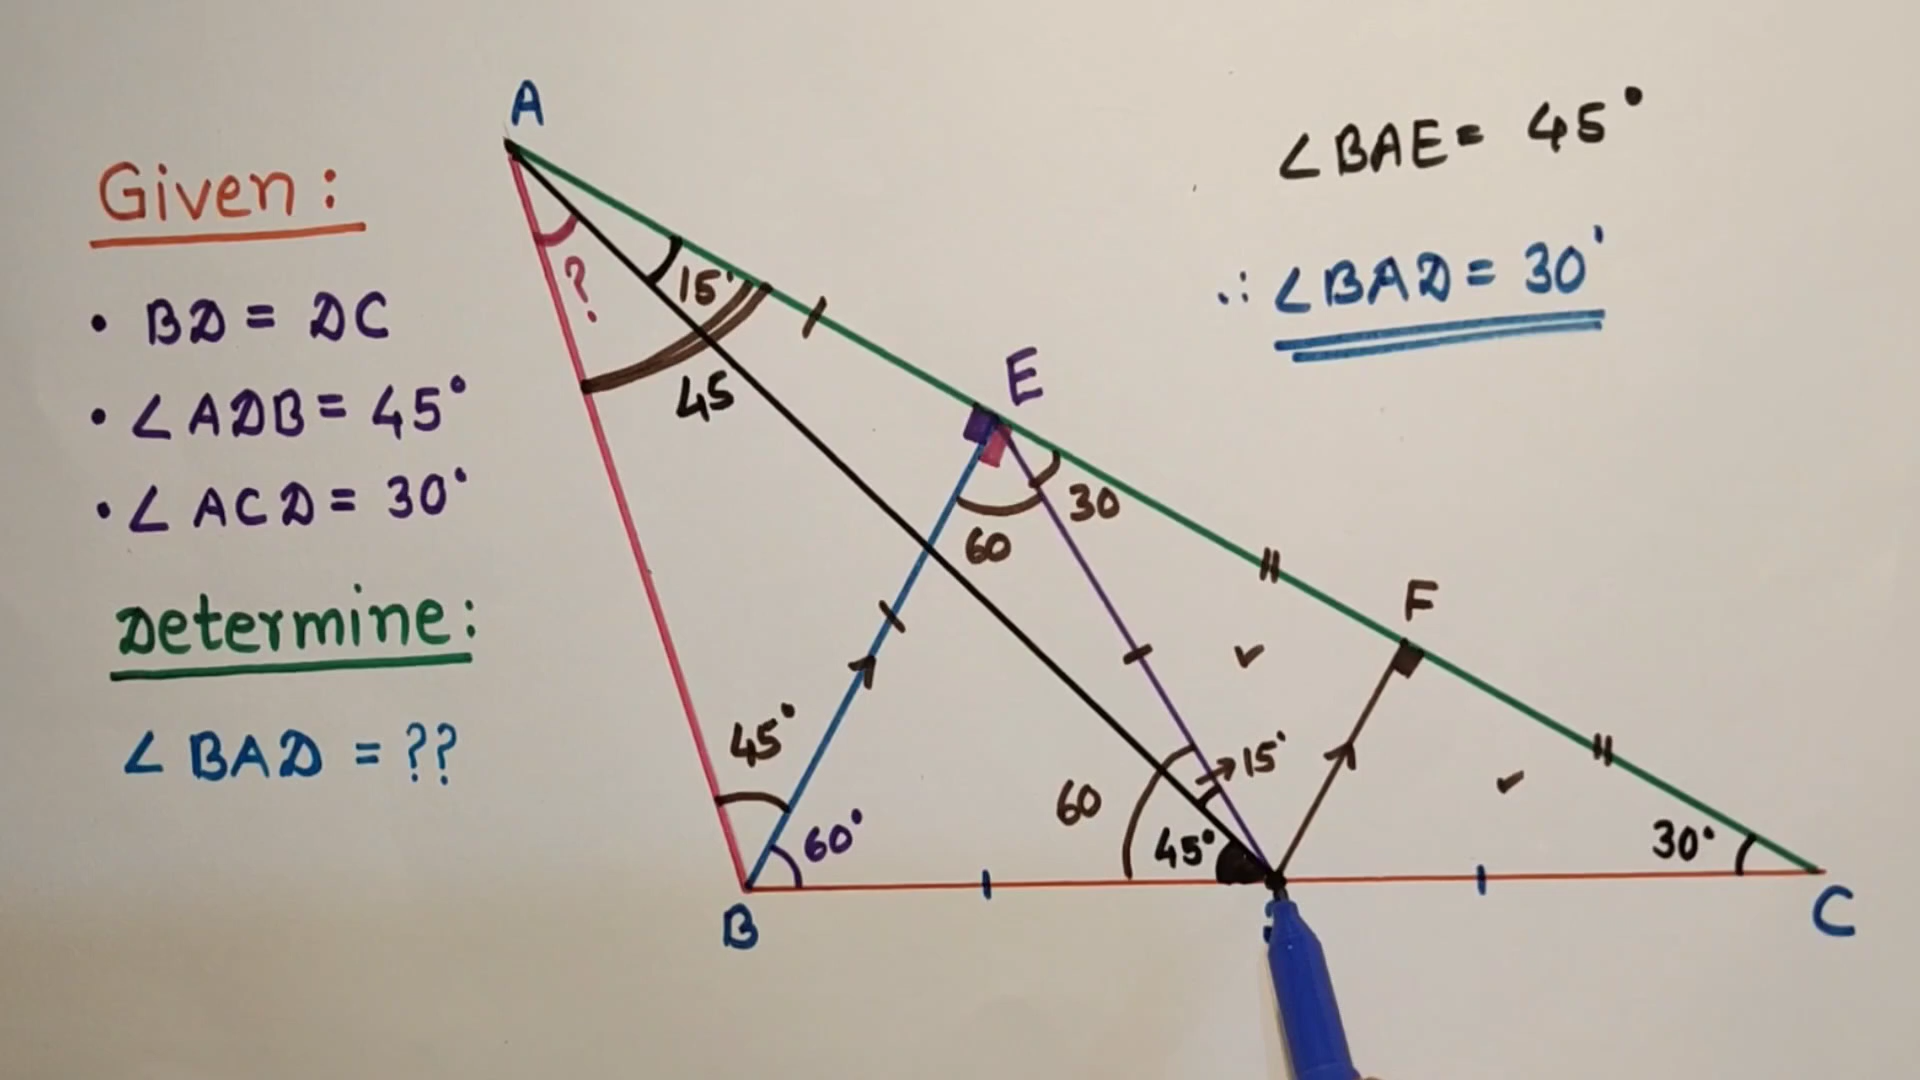 Given :
• BD = DC
• ∠ADB = 45°
• ∠ACD = 30°
Determine :
∠BAD = ??
A
?
15°
45
E
30
60
F
45°
60°
60
45°
15°
30°
B
C
∠BAE = 45°
∴ ∠BAD = 30°